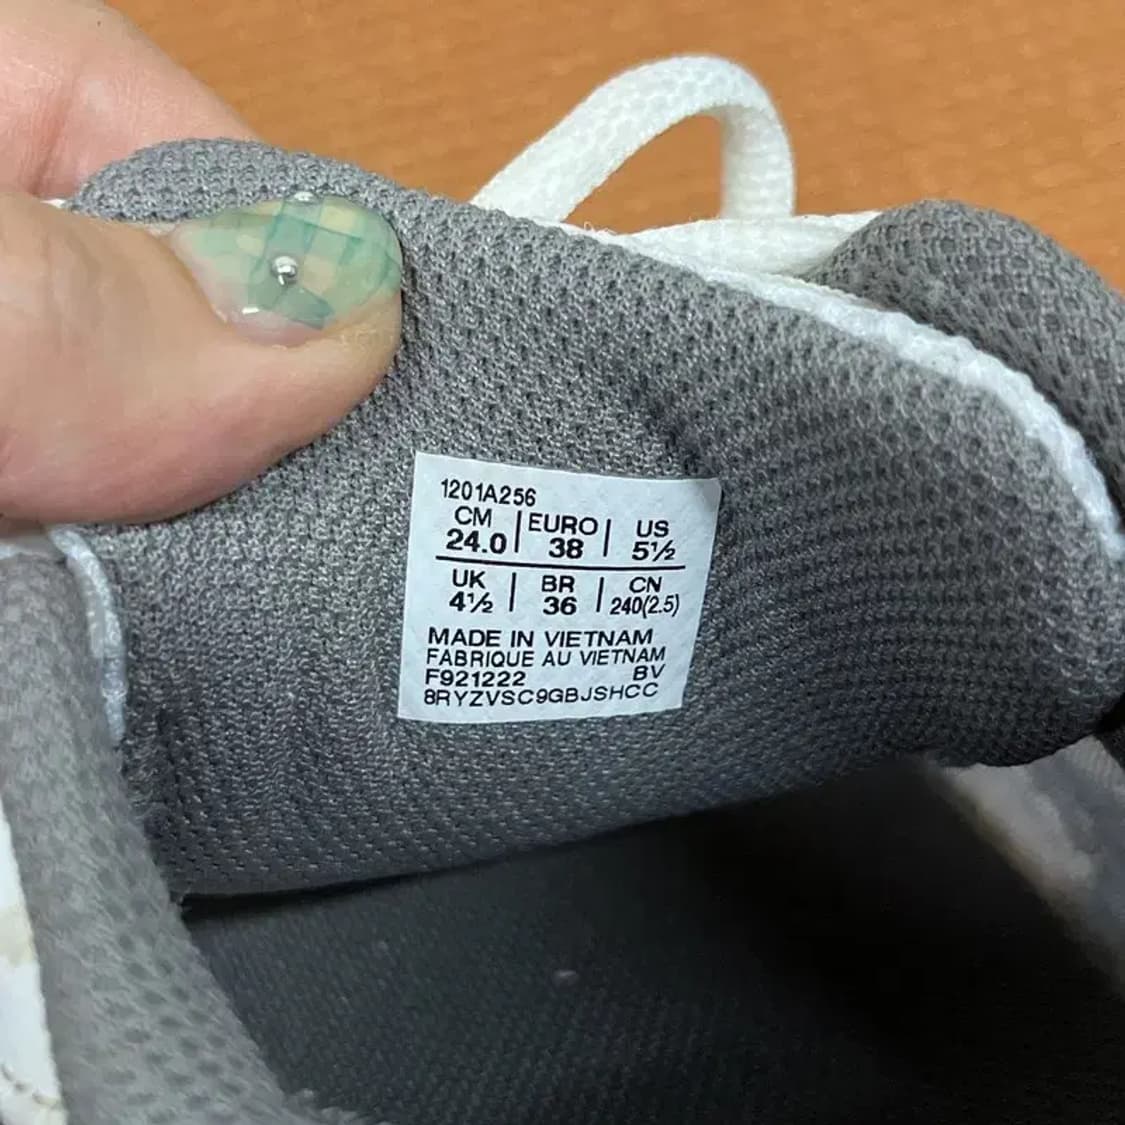 1201A256
CM | EURO | US
24.0 | 38 | 5½
UK | BR | CN
4½ | 36 | 240(2.5)
MADE IN VIETNAM
FABRIQUE AU VIETNAM
F921222 BV
8RYZVSC9GBJSHCC